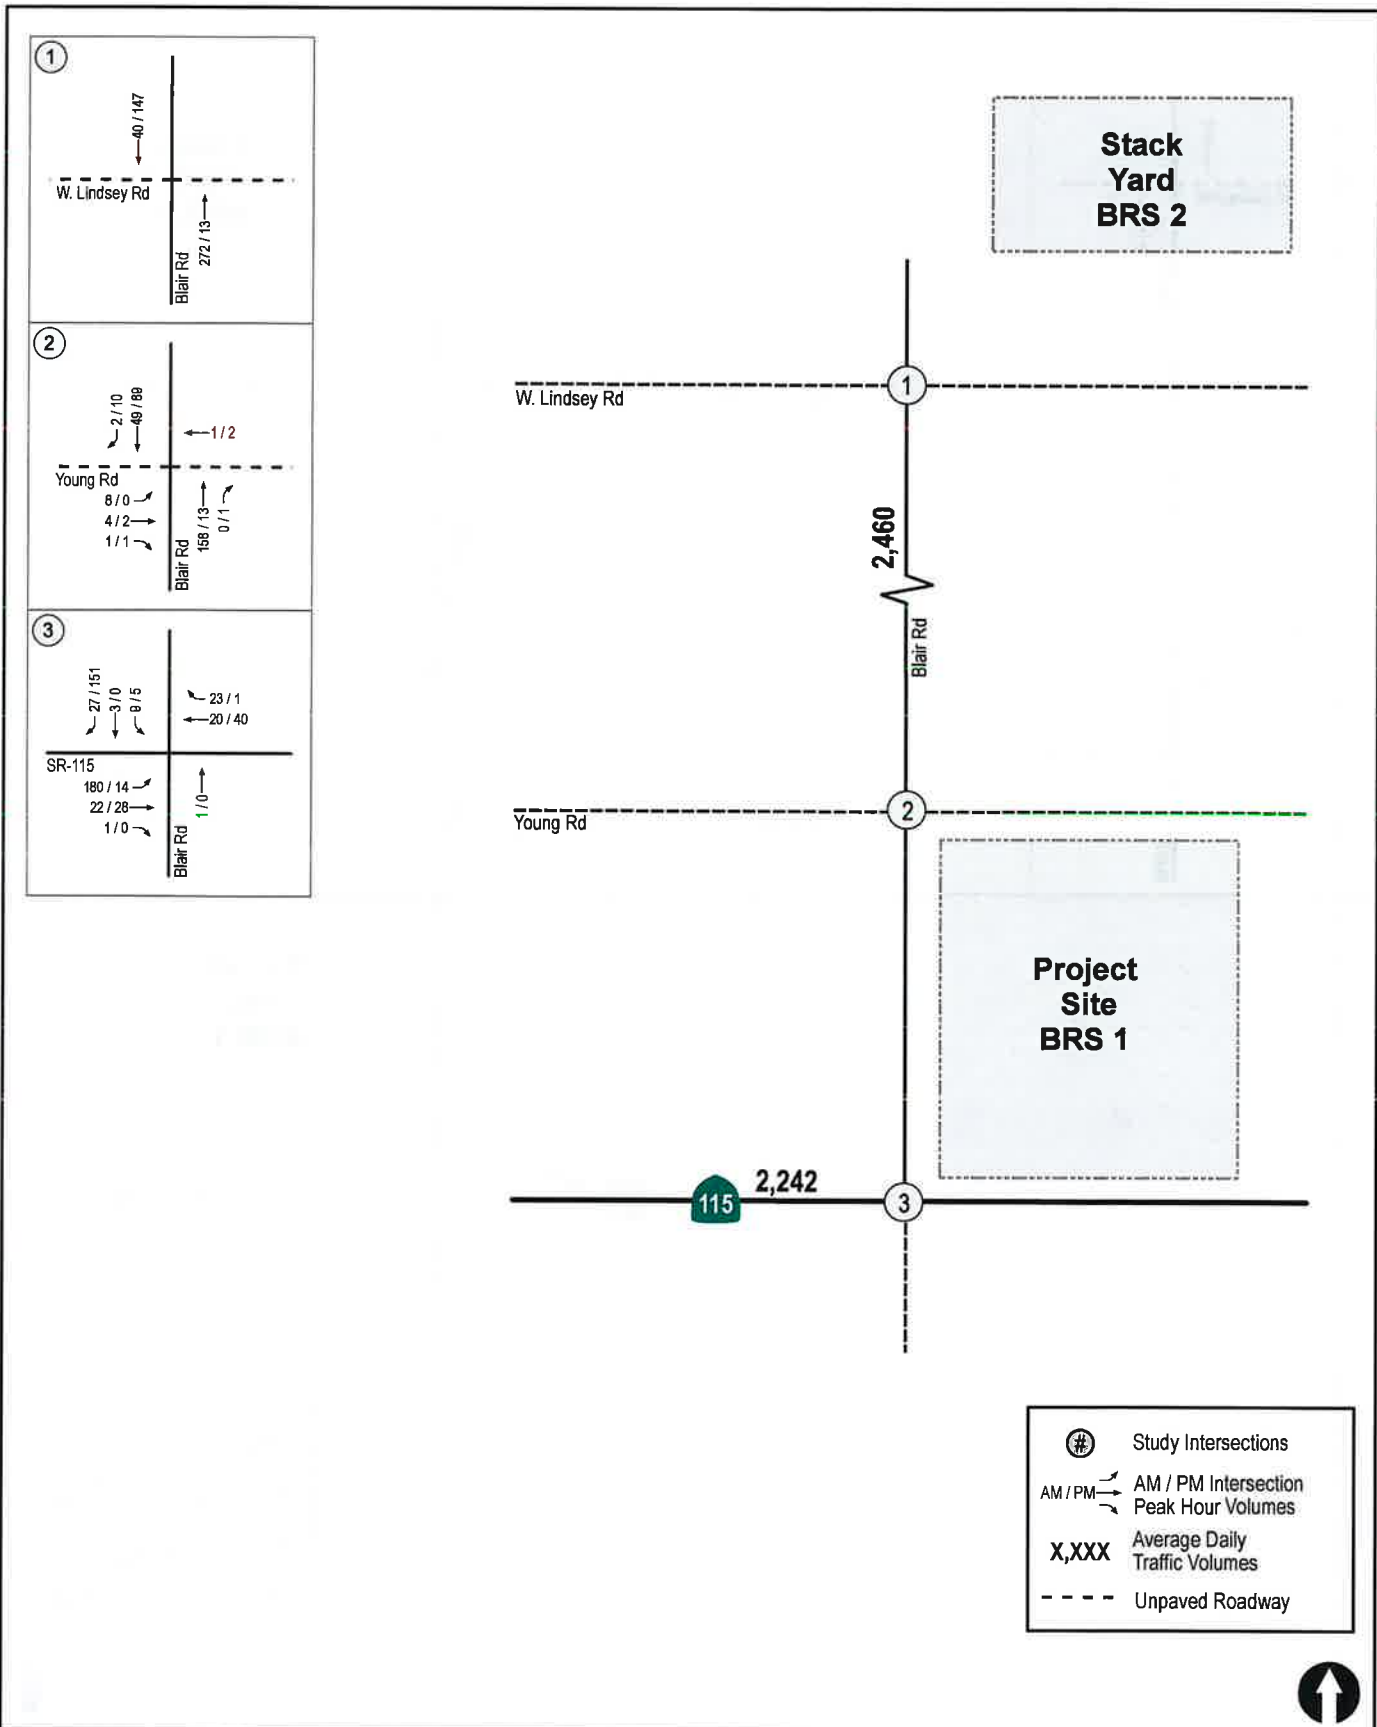 1
40 / 147
W. Lindsey Rd
272 / 13
Blair Rd
2
2 / 10
49 / 89
1 / 2
Young Rd
8 / 0
4 / 2
1 / 1
158 / 13
0 / 1
Blair Rd
3
27 / 151
3 / 0
9 / 5
23 / 1
20 / 40
SR-115
180 / 14
22 / 28
1 / 0
1 / 0
Blair Rd
Stack
Yard
BRS 2
1
W. Lindsey Rd
2,460
Blair Rd
2
Young Rd
Project
Site
BRS 1
2,242
115
3
#
Study Intersections
AM / PM
AM / PM Intersection
Peak Hour Volumes
X,XXX
Average Daily
Traffic Volumes
Unpaved Roadway